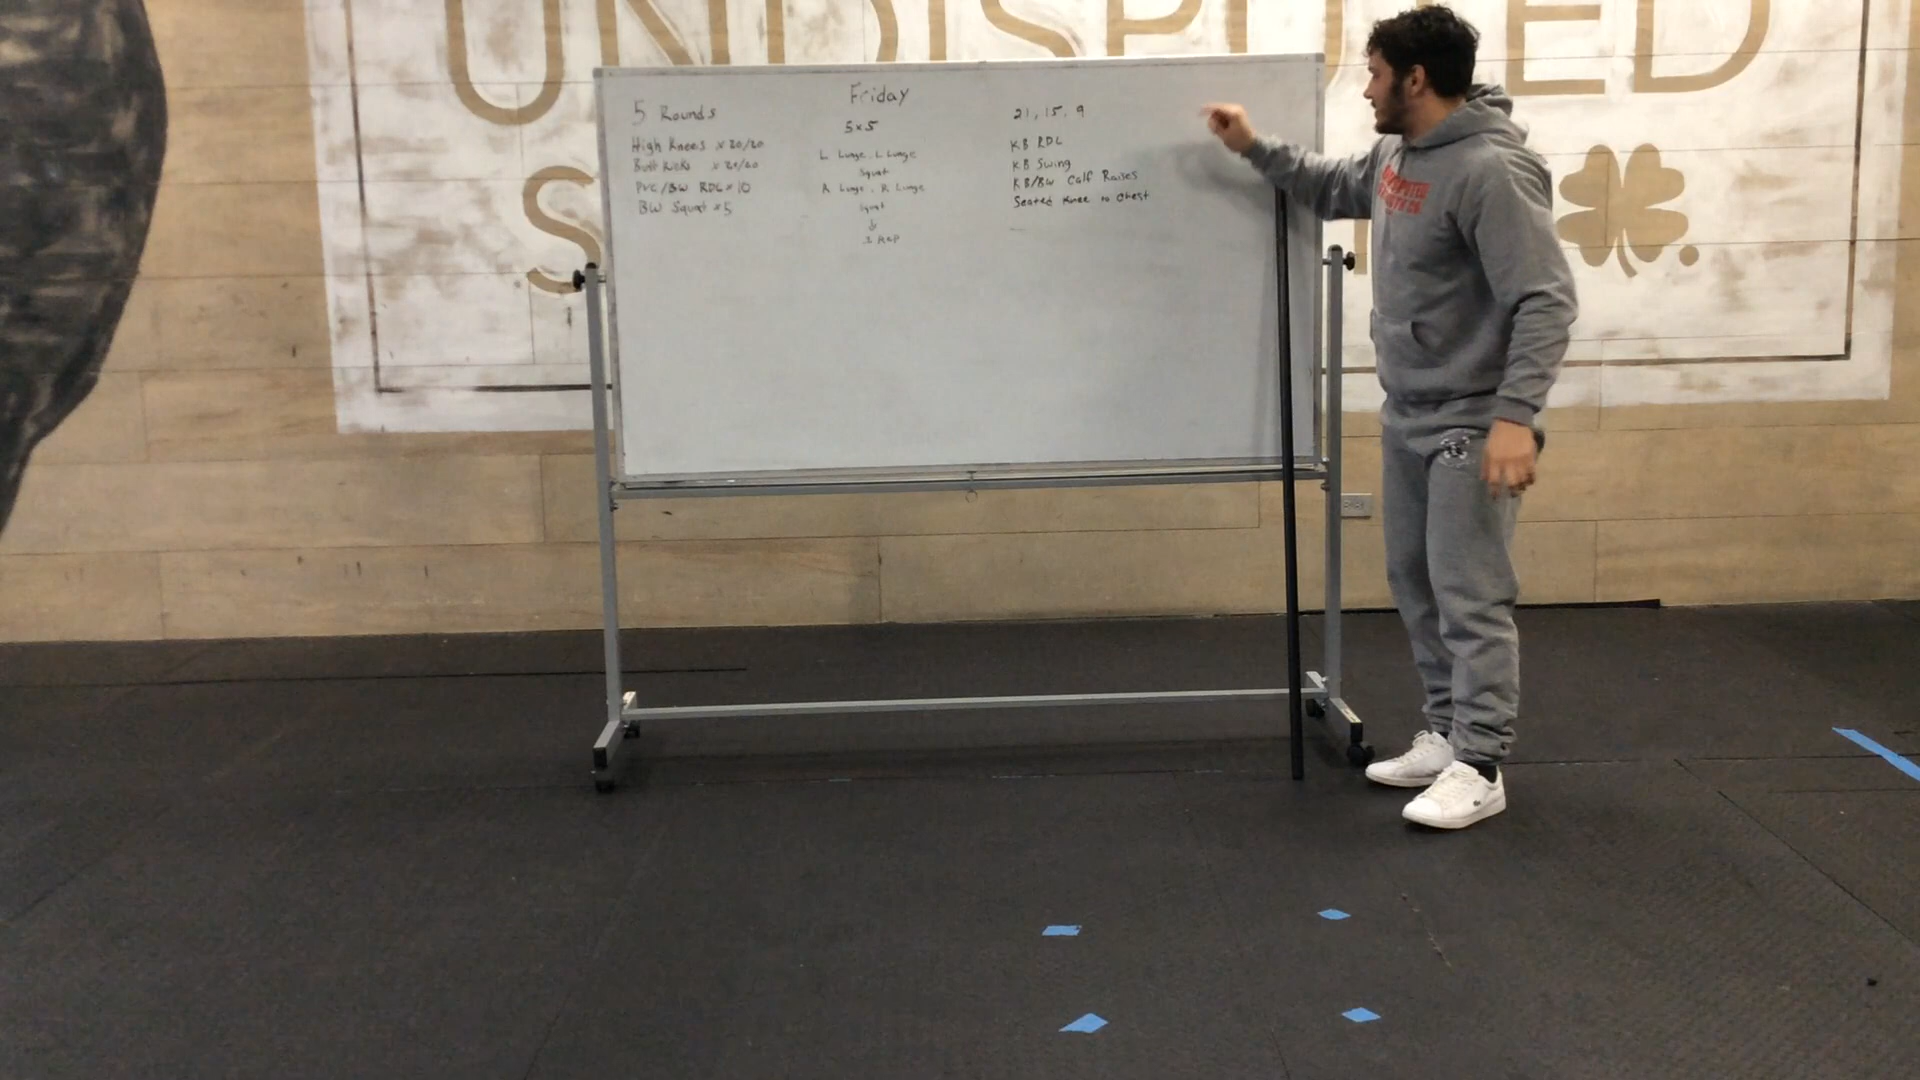 UNDISPUTED
S
Friday
5 Rounds
High Knees x 20/20
Butt Kicks x 20/20
PVC/BW RDL x 10
BW Squat x 5
5x5
L Lunge, L Lunge
Squat
R Lunge, R Lunge
Squat
↓
1 Rep
21, 15, 9
KB RDL
KB Swing
KB/BW Calf Raises
Seated Knee to Chest